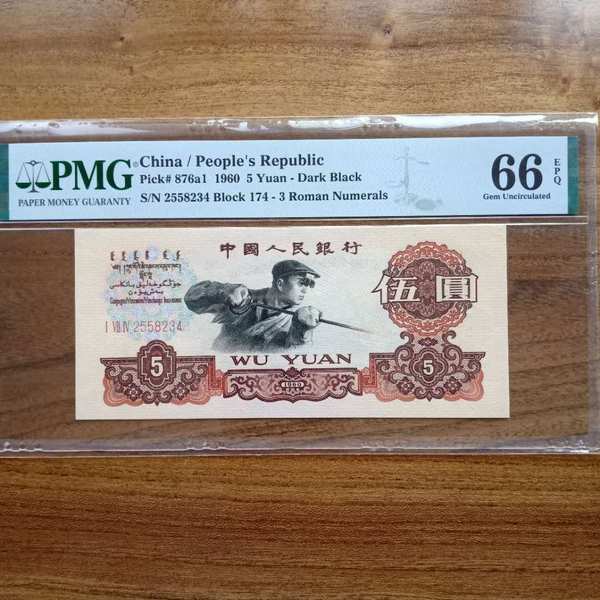 PMG
PAPER MONEY GUARANTY
China / People's Republic
Pick# 876a1 1960 5 Yuan - Dark Black
S/N 2558234 Block 174 - 3 Roman Numerals
66 EPQ
Gem Uncirculated
中國人民銀行
伍圓
I VII IV 2558234
5
WU YUAN
1960
5